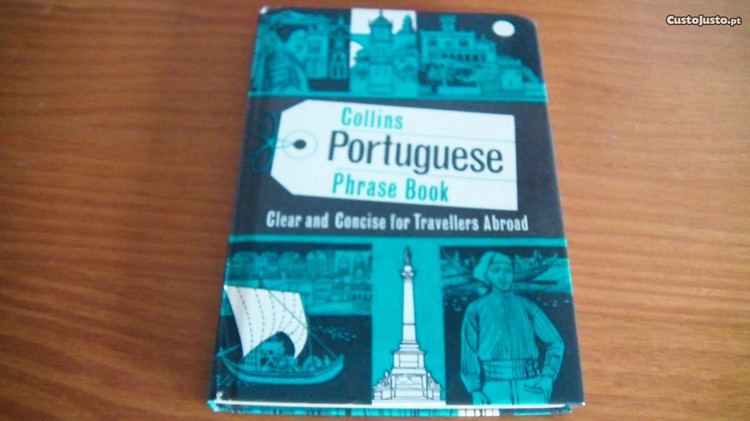 CustoJusto.pt
Collins
Portuguese
Phrase Book
Clear and Concise for Travellers Abroad